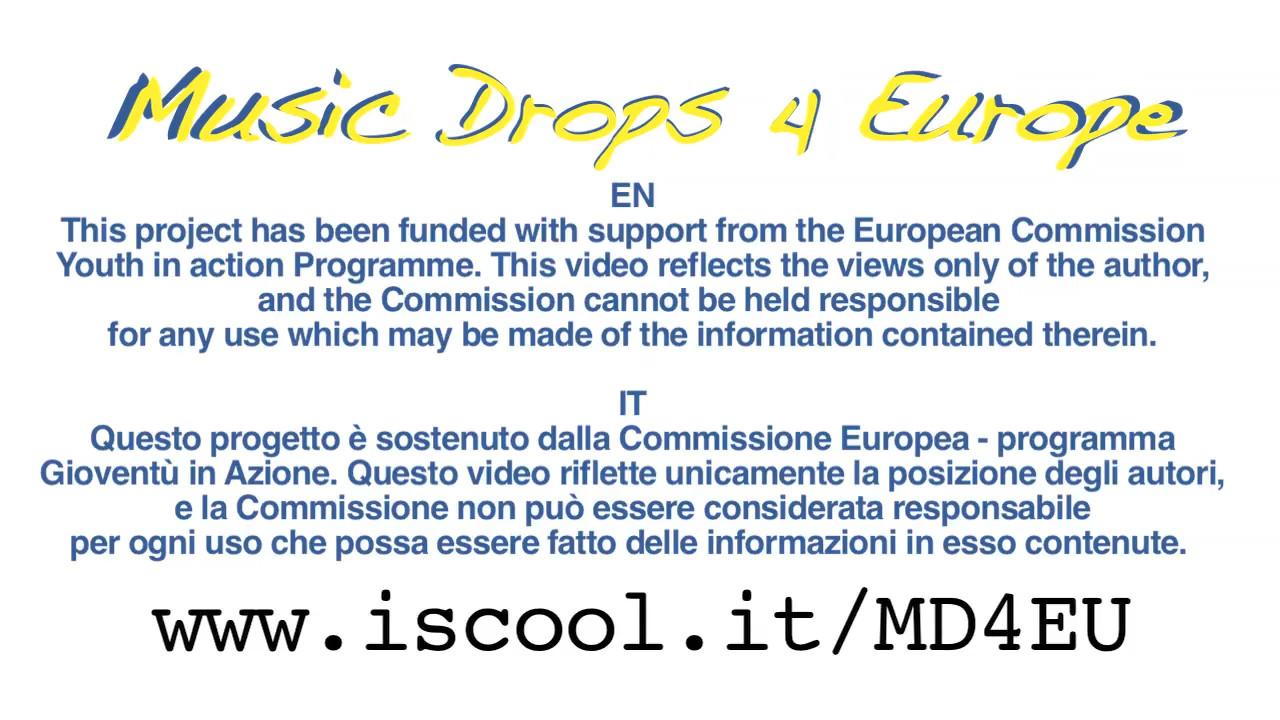 Music Drops 4 Europe
EN
This project has been funded with support from the European Commission
Youth in action Programme. This video reflects the views only of the author,
and the Commission cannot be held responsible
for any use which may be made of the information contained therein.
IT
Questo progetto è sostenuto dalla Commissione Europea - programma
Gioventù in Azione. Questo video riflette unicamente la posizione degli autori,
e la Commissione non può essere considerata responsabile
per ogni uso che possa essere fatto delle informazioni in esso contenute.
www.iscool.it/MD4EU